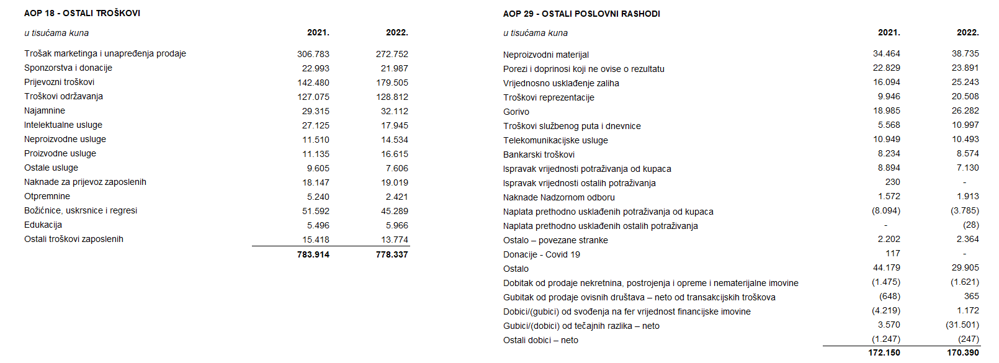 AOP 18 - OSTALI TROŠKOVI
u tisućama kuna 2021. 2022.
Trošak marketinga i unapređenja prodaje 306.783 272.752
Sponzorstva i donacije 22.993 21.987
Prijevozni troškovi 142.480 179.505
Troškovi održavanja 127.075 128.812
Najamnine 29.315 32.112
Intelektualne usluge 27.125 17.945
Neproizvodne usluge 11.510 14.534
Proizvodne usluge 11.135 16.615
Ostale usluge 9.605 7.606
Naknade za prijevoz zaposlenih 18.147 19.019
Otpremnine 5.240 2.421
Božićnice, uskrsnice i regresi 51.592 45.289
Edukacija 5.496 5.966
Ostali troškovi zaposlenih 15.418 13.774
783.914 778.337
AOP 29 - OSTALI POSLOVNI RASHODI
u tisućama kuna 2021. 2022.
Neproizvodni materijal 34.464 38.735
Porezi i doprinosi koji ne ovise o rezultatu 22.829 23.891
Vrijednosno usklađenje zaliha 16.094 25.243
Troškovi reprezentacije 9.946 20.508
Gorivo 18.985 26.282
Troškovi službenog puta i dnevnice 5.568 10.997
Telekomunikacijske usluge 10.949 10.493
Bankarski troškovi 8.234 8.574
Ispravak vrijednosti potraživanja od kupaca 8.894 7.130
Ispravak vrijednosti ostalih potraživanja 230 -
Naknade Nadzornom odboru 1.572 1.913
Naplata prethodno usklađenih potraživanja od kupaca (8.094) (3.785)
Naplata prethodno usklađenih ostalih potraživanja - (28)
Ostalo – povezane stranke 2.202 2.364
Donacije - Covid 19 117 -
Ostalo 44.179 29.905
Dobitak od prodaje nekretnina, postrojenja i opreme i nematerijalne imovine (1.475) (1.621)
Gubitak od prodaje ovisnih društava – neto od transakcijskih troškova (648) 365
Dobici/(gubici) od svođenja na fer vrijednost financijske imovine (4.219) 1.172
Gubici/(dobici) od tečajnih razlika – neto 3.570 (31.501)
Ostali dobici – neto (1.247) (247)
172.150 170.390